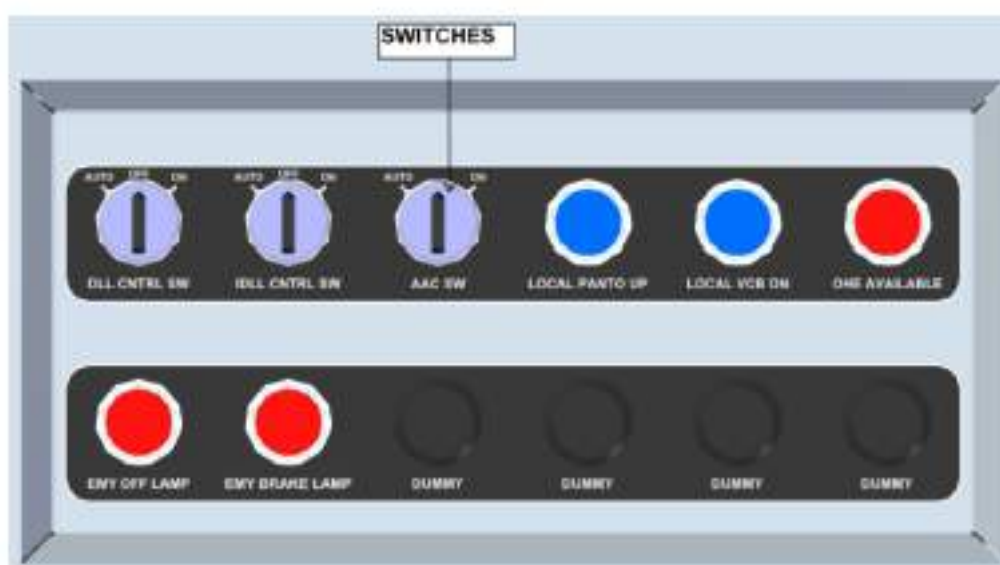 SWITCHES
AUTO OFF ON AUTO OFF ON AUTO ON
DLL CNTRL SW IDLL CNTRL SW AAC SW LOCAL PANTO UP LOCAL VCB ON OHE AVAILABLE
EMY OFF LAMP EMY BRAKE LAMP DUMMY DUMMY DUMMY DUMMY